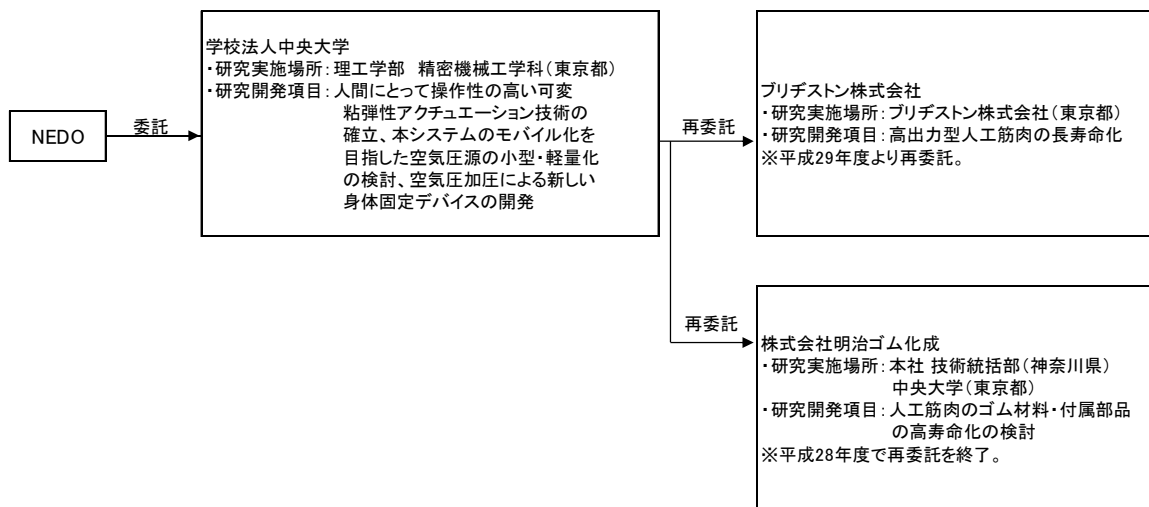 NEDO
委託
学校法人中央大学
・研究実施場所：理工学部　精密機械工学科（東京都）
・研究開発項目：人間にとって操作性の高い可変
粘弾性アクチュエーション技術の
確立、本システムのモバイル化を
目指した空気圧源の小型・軽量化
の検討、空気圧加圧による新しい
身体固定デバイスの開発
再委託
ブリヂストン株式会社
・研究実施場所：ブリヂストン株式会社（東京都）
・研究開発項目：高出力型人工筋肉の長寿命化
※平成29年度より再委託。
再委託
株式会社明治ゴム化成
・研究実施場所：本社 技術統括部（神奈川県）
中央大学（東京都）
・研究開発項目：人工筋肉のゴム材料・付属部品
の高寿命化の検討
※平成28年度で再委託を終了。